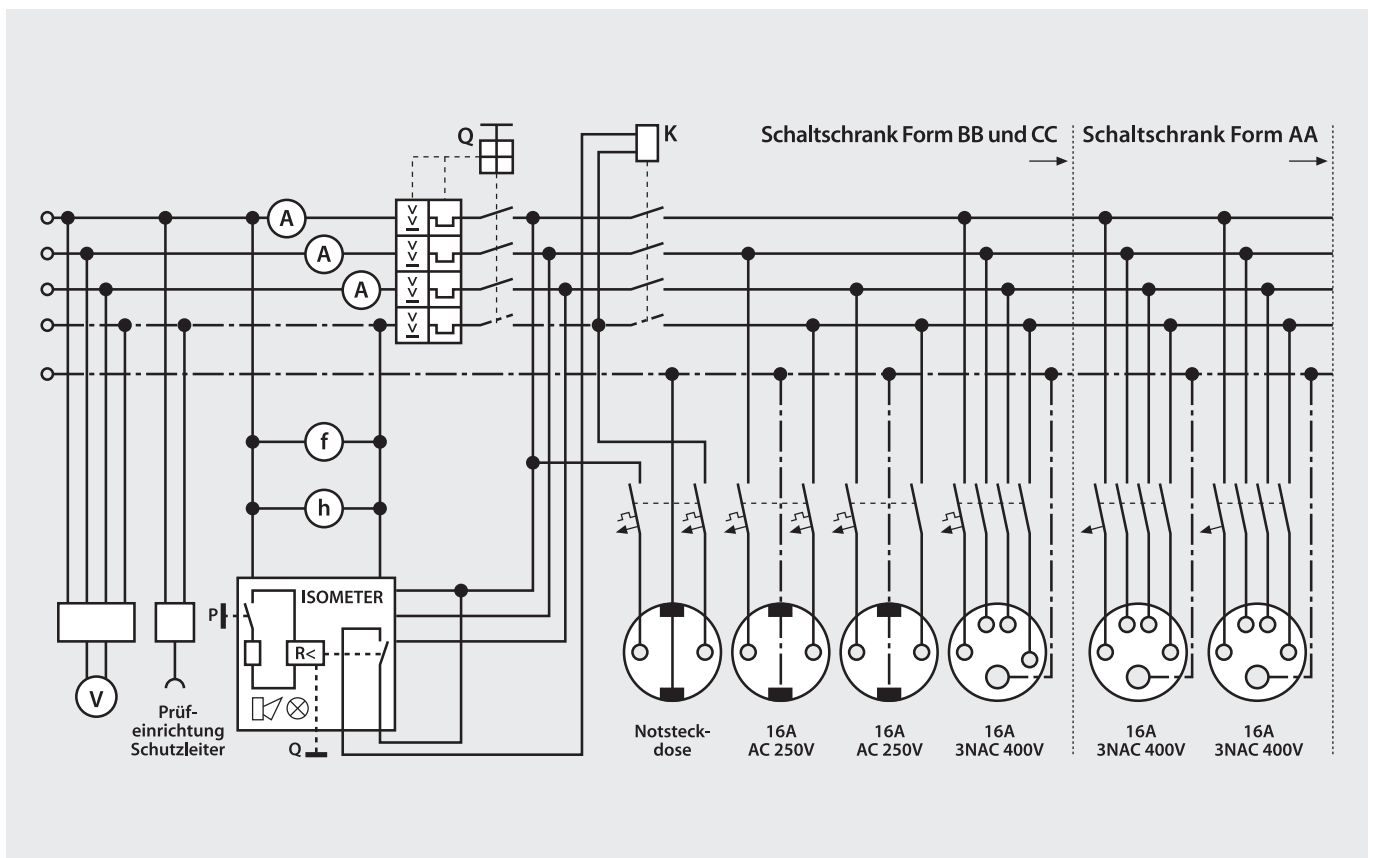 Q
K
Schaltschrank Form BB und CC
Schaltschrank Form AA
A
A
A
f
h
ISOMETER
P
R<
V
Prüf-
einrichtung
Schutzleiter
Q
Notsteck-
dose
16A
AC 250V
16A
AC 250V
16A
3NAC 400V
16A
3NAC 400V
16A
3NAC 400V